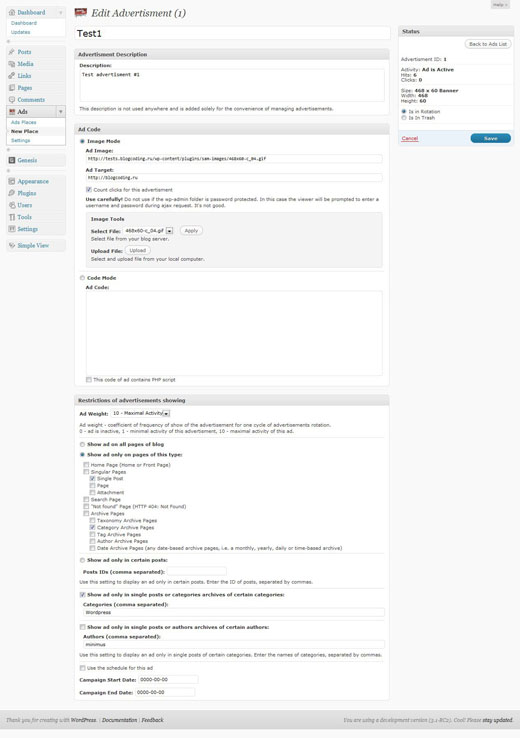 Help
Dashboard
Dashboard
Updates
Posts
Media
Links
Pages
Comments
Ads
Ads Places
New Place
Settings
Genesis
Appearance
Plugins
Users
Tools
Settings
Simple View
Edit Advertisment (1)
Test1
Advertisment Description
Description:
Test advertisment #1
This description is not used anywhere and is added solely for the convenience of managing advertisements.
Ad Code
Image Mode
Ad Image:
http://tests.blogcoding.ru/wp-content/plugins/sam-images/468x60-c_04.gif
Ad Target:
http://blogcoding.ru
Count clicks for this advertisement
Use carefully! Do not use if the wp-admin folder is password protected. In this case the viewer will be prompted to enter a
username and password during ajax request. It's not good.
Image Tools
Select File: 468x60-c_04.gif Apply
Select file from your blog server.
Upload File: Upload
Select and upload file from your local computer.
Code Mode
Ad Code:
This code of ad contains PHP script
Restrictions of advertisements showing
Ad Weight: 10 - Maximal Activity
Ad weight - coefficient of frequency of show of the advertisement for one cycle of advertisements rotation.
0 - ad is inactive, 1 - minimal activity of this advertisement, 10 - maximal activity of this ad.
Show ad on all pages of blog
Show ad only on pages of this type:
Home Page (Home or Front Page)
Singular Pages
Single Post
Page
Attachment
Search Page
"Not found" Page (HTTP 404: Not Found)
Archive Pages
Taxonomy Archive Pages
Category Archive Pages
Tag Archive Pages
Author Archive Pages
Date Archive Pages (any date-based archive pages, i.e. a monthly, yearly, daily or time-based archive)
Show ad only in certain posts:
Posts IDs (comma separated):
Use this setting to display an ad only in certain posts. Enter the ID of posts, separated by commas.
Show ad only in single posts or categories archives of certain categories:
Categories (comma separated):
Wordpress
Show ad only in single posts or authors archives of certain authors:
Authors (comma separated):
minimus
Use this setting to display an ad only in single posts of certain categories. Enter the names of categories, separated by commas.
Use the schedule for this ad
Campaign Start Date: 0000-00-00
Campaign End Date: 0000-00-00
Status
Back to Ads List
Advertisment ID: 1
Activity: Ad is Active
Hits: 6
Clicks: 0
Size: 468 x 60 Banner
Width: 468
Height: 60
Is in Rotation
Is In Trash
Cancel Save
Thank you for creating with WordPress. | Documentation | Feedback
You are using a development version (3.1-RC2). Cool! Please stay updated.